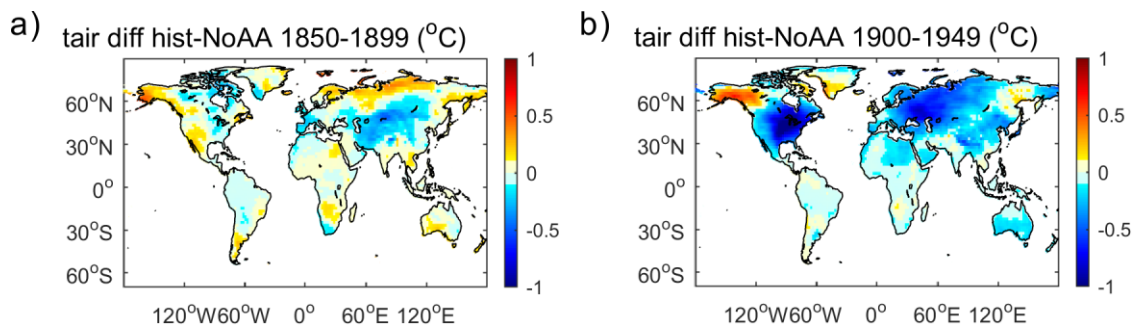 a) tair diff hist-NoAA 1850-1899 (°C)
1
0.5
0
-0.5
-1
60°N
30°N
0°
30°S
60°S
120°W60°W 0° 60°E 120°E
b) tair diff hist-NoAA 1900-1949 (°C)
1
0.5
0
-0.5
-1
60°N
30°N
0°
30°S
60°S
120°W60°W 0° 60°E 120°E